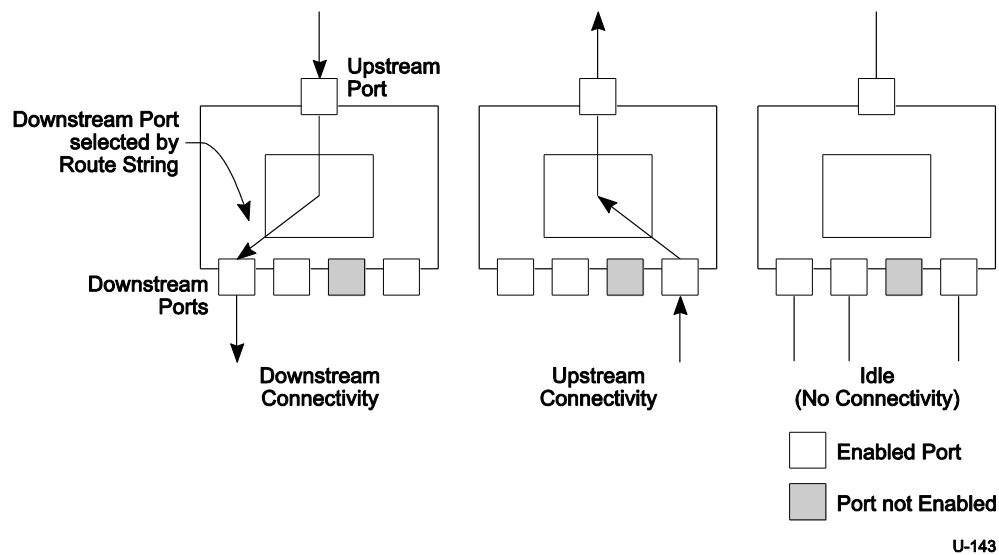 Upstream
Port
Downstream Port
selected by
Route String
Downstream
Ports
Downstream
Connectivity
Upstream
Connectivity
Idle
(No Connectivity)
Enabled Port
Port not Enabled
U-143